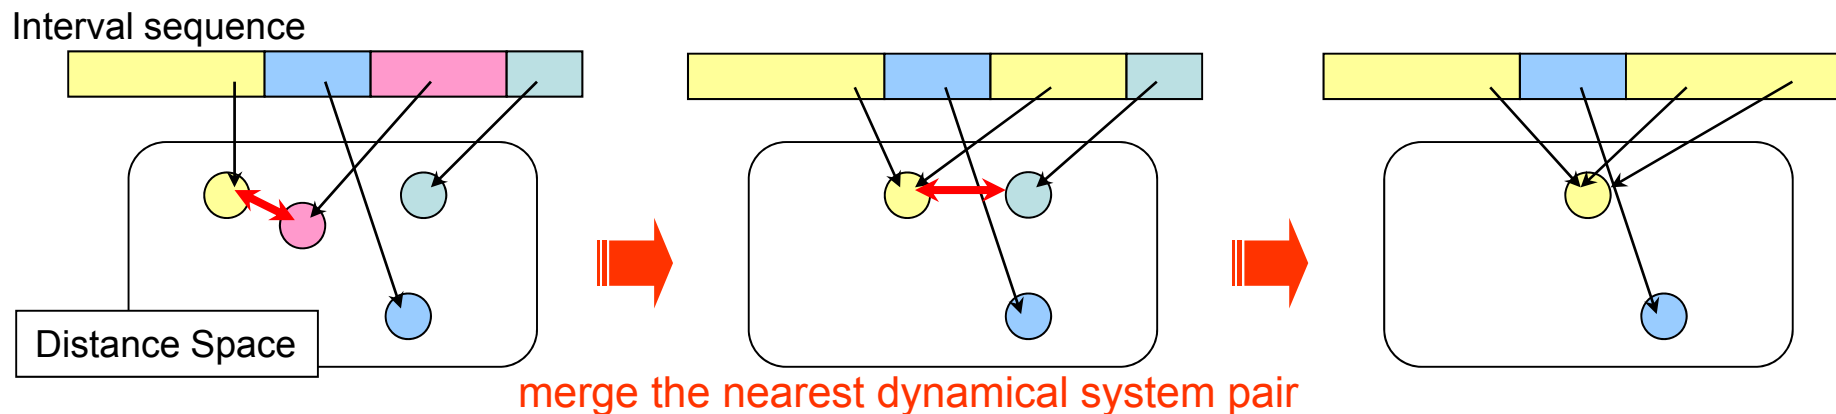 Interval sequence
Distance Space
merge the nearest dynamical system pair